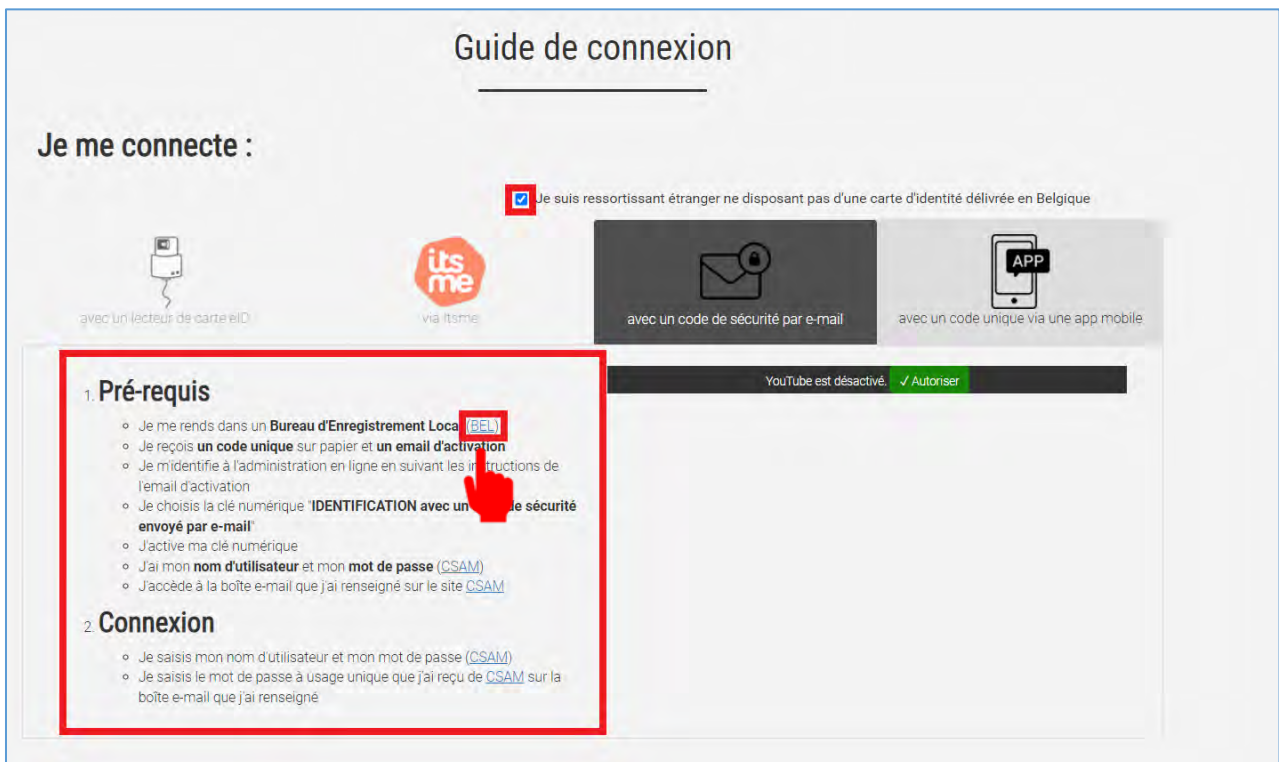 Guide de connexion
Je me connecte :
Je suis ressortissant étranger ne disposant pas d'une carte d'identité délivrée en Belgique
avec un lecteur de carte eID
its
me
via itsme
avec un code de sécurité par e-mail
APP
avec un code unique via une app mobile
YouTube est désactivé. ✓ Autoriser
1. Pré-requis
Je me rends dans un Bureau d'Enregistrement Local (BEL)
Je reçois un code unique sur papier et un email d'activation
Je m'identifie à l'administration en ligne en suivant les instructions de
l'email d'activation
Je choisis la clé numérique "IDENTIFICATION avec un de sécurité
envoyé par e-mail"
J'active ma clé numérique
J'ai mon nom d'utilisateur et mon mot de passe (CSAM)
J'accède à la boîte e-mail que j'ai renseigné sur le site CSAM
2. Connexion
Je saisis mon nom d'utilisateur et mon mot de passe (CSAM)
Je saisis le mot de passe à usage unique que j'ai reçu de CSAM sur la
boîte e-mail que j'ai renseigné